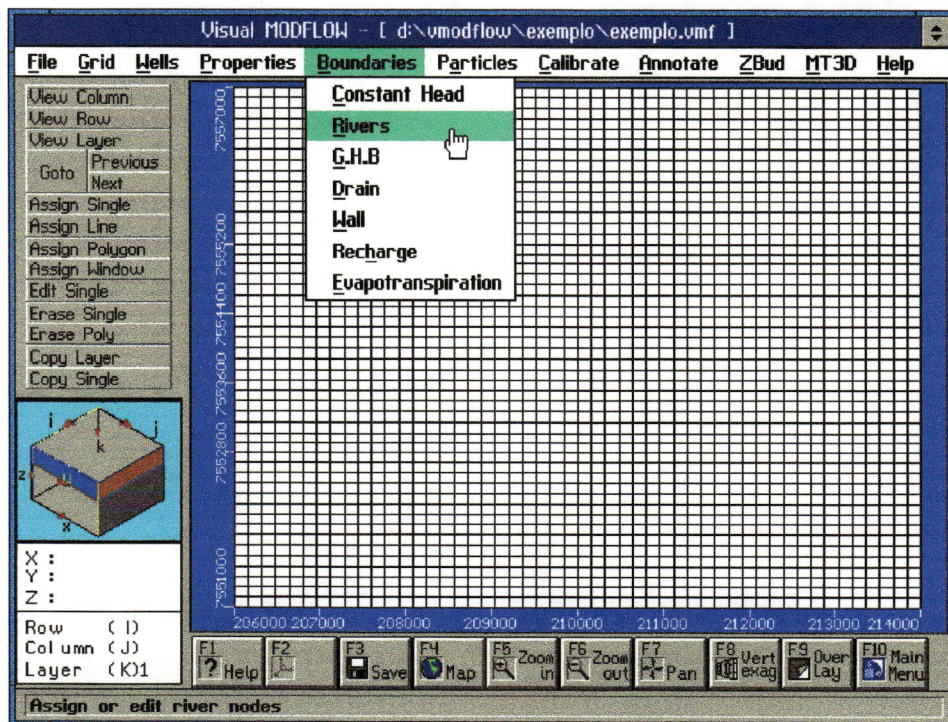 Visual MODFLOW - [ d:\vmodflow\exemplo\exemplo.vmf ]
File Grid Wells Properties Boundaries Particles Calibrate Annotate ZBud MT3D Help
View Column
View Row
View Layer
Goto Previous
Next
Assign Single
Assign Line
Assign Polygon
Assign Window
Edit Single
Erase Single
Erase Poly
Copy Layer
Copy Single
Constant Head
Rivers
G.H.B
Drain
Wall
Recharge
Evapotranspiration
7557000
7555200
7554400
7553600
7552800
7551000
206000 207000 208000 209000 210000 211000 212000 213000 214000
i j
k
z
x
X :
Y :
Z :
Row (I)
Column (J)
Layer (K)1
F1 ? Help
F2
F3 Save
F4 Map
F5 Zoom in
F6 Zoom out
F7 Pan
F8 Vert exag
F9 Over Lay
F10 Main Menu
Assign or edit river nodes